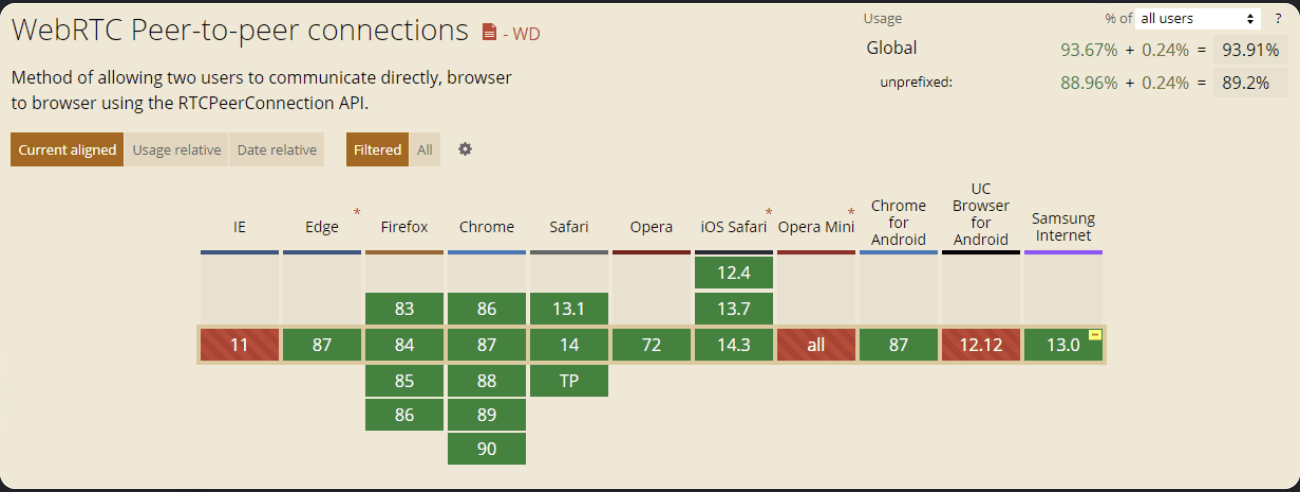 WebRTC Peer-to-peer connections - WD
Usage % of all users ?
Global 93.67% + 0.24% = 93.91%
unprefixed: 88.96% + 0.24% = 89.2%
Method of allowing two users to communicate directly, browser
to browser using the RTCPeerConnection API.
Current aligned Usage relative Date relative Filtered All
IE Edge * Firefox Chrome Safari Opera iOS Safari * Opera Mini * Chrome for Android UC Browser for Android Samsung Internet
12.4
83 86 13.1 13.7
11 87 84 87 14 72 14.3 all 87 12.12 13.0
85 88 TP
86 89
90